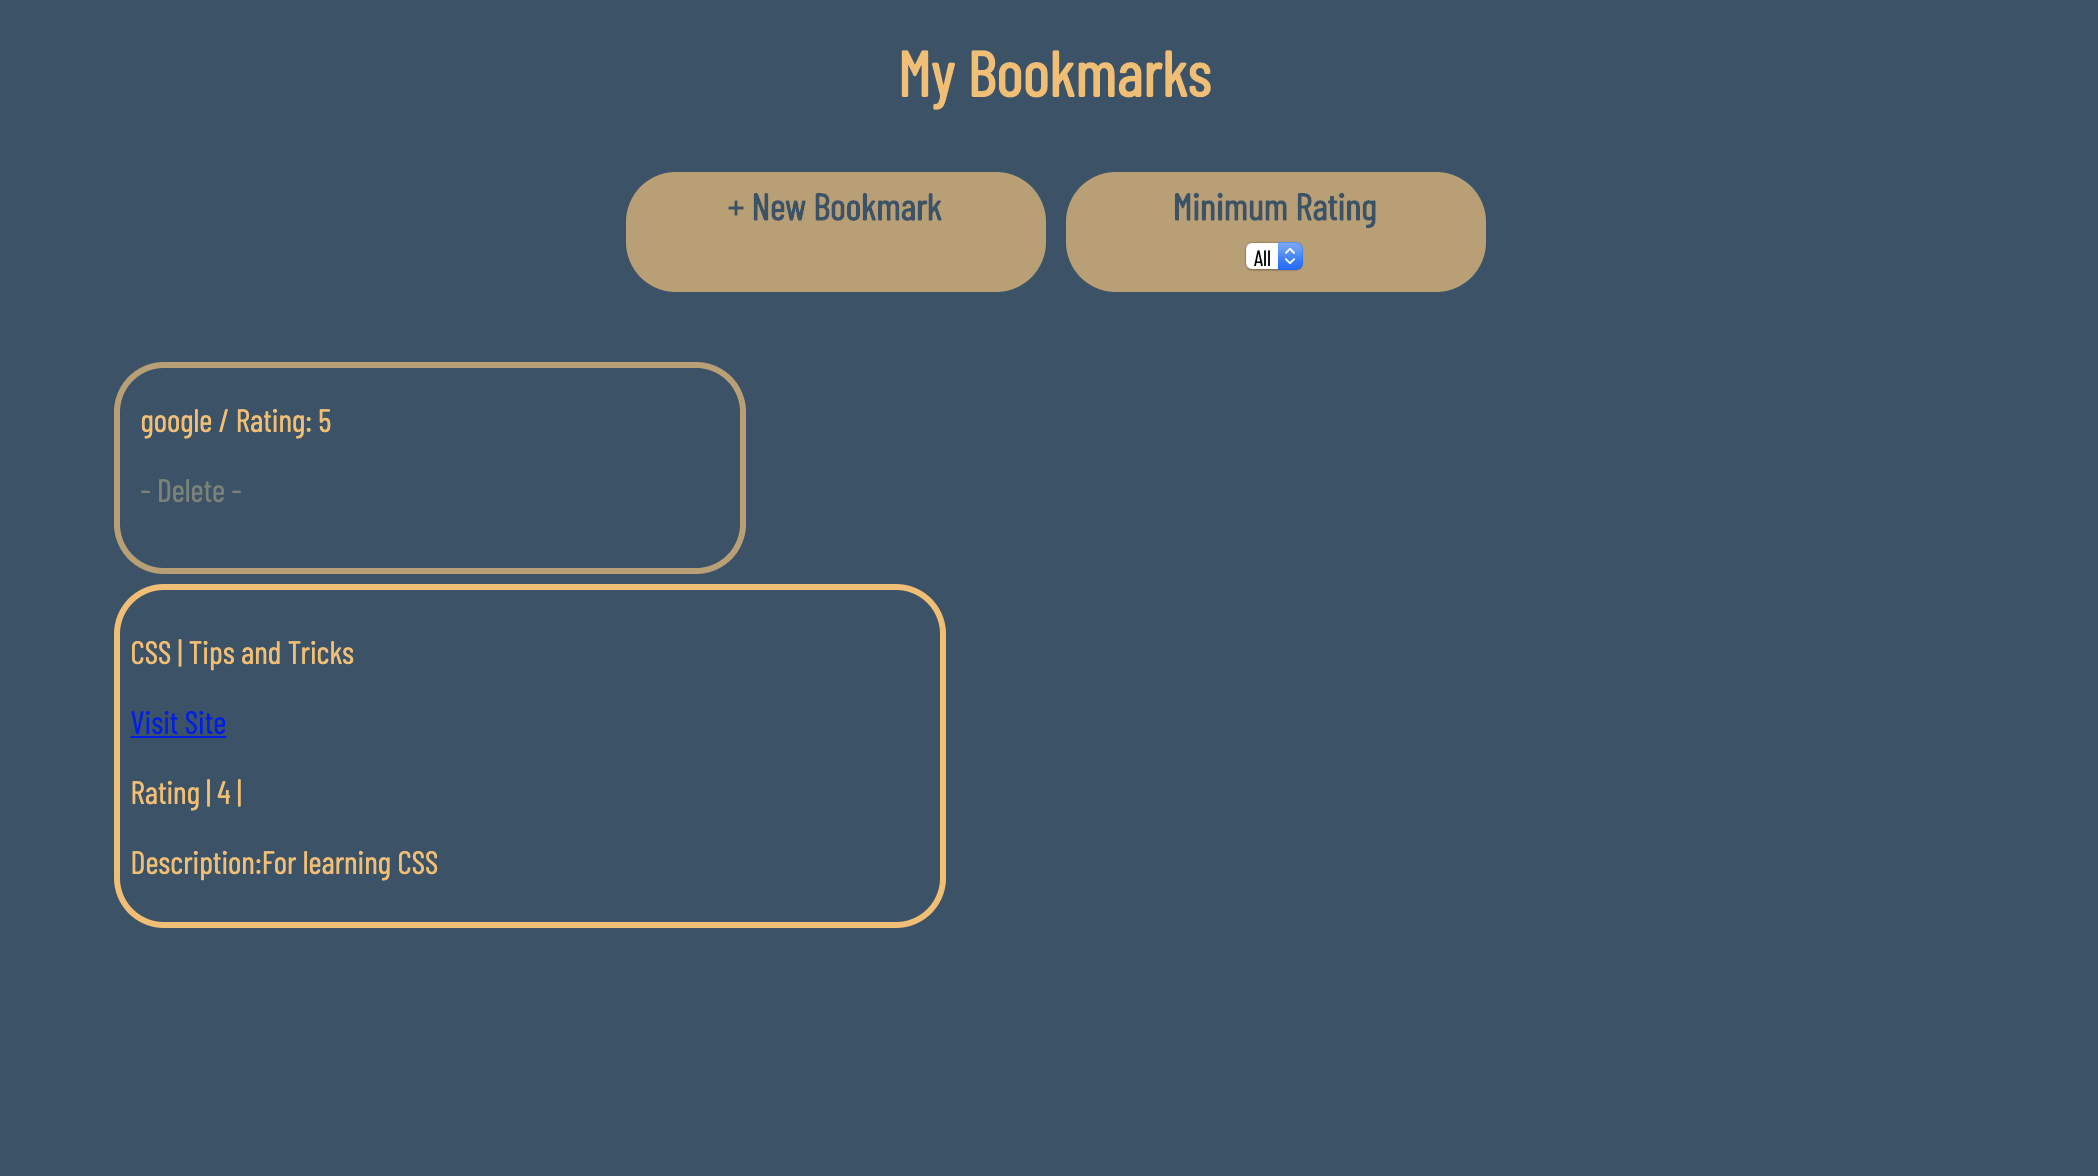 My Bookmarks
+ New Bookmark
Minimum Rating
All
google / Rating: 5
- Delete -
CSS | Tips and Tricks
Visit Site
Rating | 4 |
Description:For learning CSS